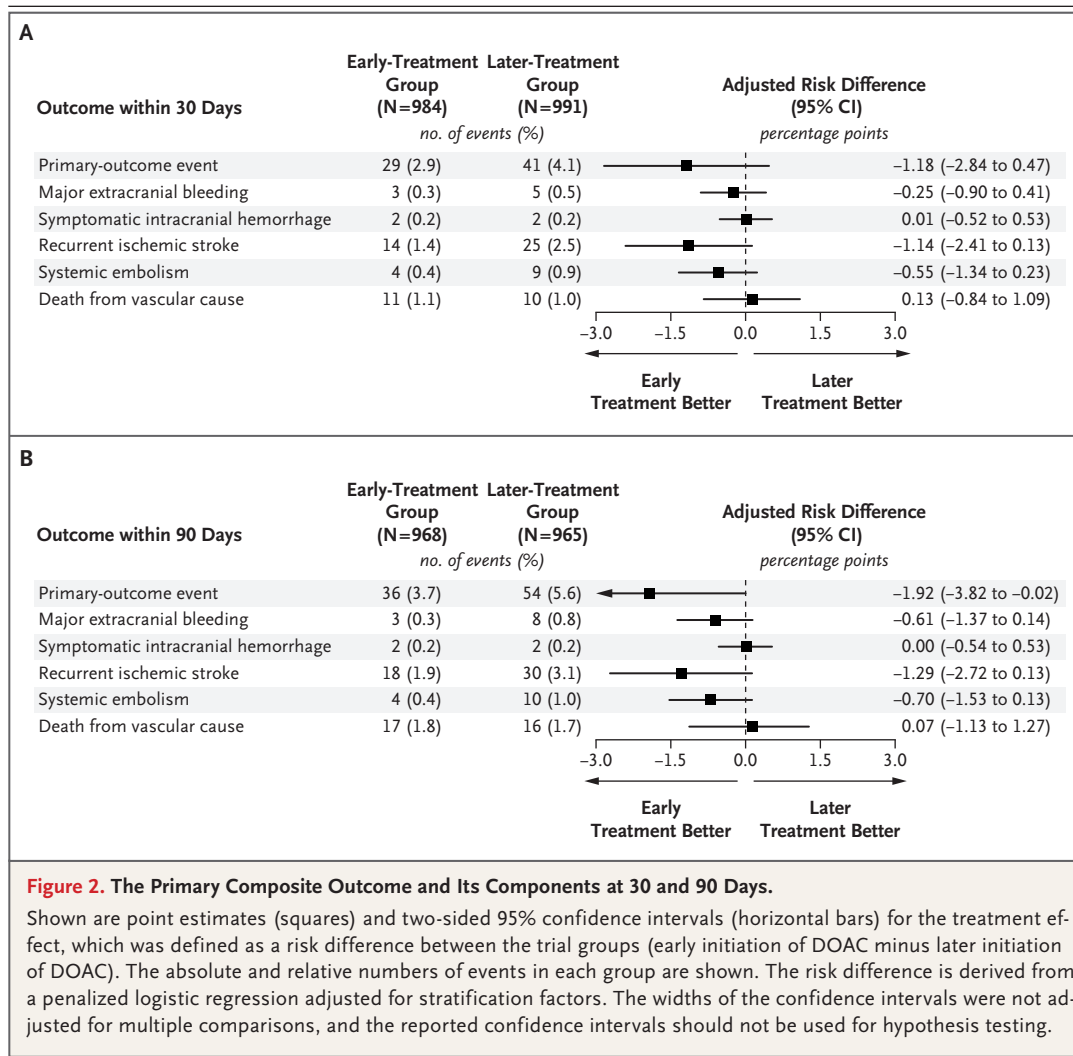 A
Early-Treatment Later-Treatment
Group Group Adjusted Risk Difference
Outcome within 30 Days (N=984) (N=991) (95% CI)
no. of events (%) percentage points
Primary-outcome event 29 (2.9) 41 (4.1) −1.18 (−2.84 to 0.47)
Major extracranial bleeding 3 (0.3) 5 (0.5) −0.25 (−0.90 to 0.41)
Symptomatic intracranial hemorrhage 2 (0.2) 2 (0.2) 0.01 (−0.52 to 0.53)
Recurrent ischemic stroke 14 (1.4) 25 (2.5) −1.14 (−2.41 to 0.13)
Systemic embolism 4 (0.4) 9 (0.9) −0.55 (−1.34 to 0.23)
Death from vascular cause 11 (1.1) 10 (1.0) 0.13 (−0.84 to 1.09)
−3.0 −1.5 0.0 1.5 3.0
Early Later
Treatment Better Treatment Better
B
Early-Treatment Later-Treatment
Group Group Adjusted Risk Difference
Outcome within 90 Days (N=968) (N=965) (95% CI)
no. of events (%) percentage points
Primary-outcome event 36 (3.7) 54 (5.6) −1.92 (−3.82 to −0.02)
Major extracranial bleeding 3 (0.3) 8 (0.8) −0.61 (−1.37 to 0.14)
Symptomatic intracranial hemorrhage 2 (0.2) 2 (0.2) 0.00 (−0.54 to 0.53)
Recurrent ischemic stroke 18 (1.9) 30 (3.1) −1.29 (−2.72 to 0.13)
Systemic embolism 4 (0.4) 10 (1.0) −0.70 (−1.53 to 0.13)
Death from vascular cause 17 (1.8) 16 (1.7) 0.07 (−1.13 to 1.27)
−3.0 −1.5 0.0 1.5 3.0
Early Later
Treatment Better Treatment Better
Figure 2. The Primary Composite Outcome and Its Components at 30 and 90 Days.
Shown are point estimates (squares) and two-sided 95% confidence intervals (horizontal bars) for the treatment ef-
fect, which was defined as a risk difference between the trial groups (early initiation of DOAC minus later initiation
of DOAC). The absolute and relative numbers of events in each group are shown. The risk difference is derived from
a penalized logistic regression adjusted for stratification factors. The widths of the confidence intervals were not ad-
justed for multiple comparisons, and the reported confidence intervals should not be used for hypothesis testing.